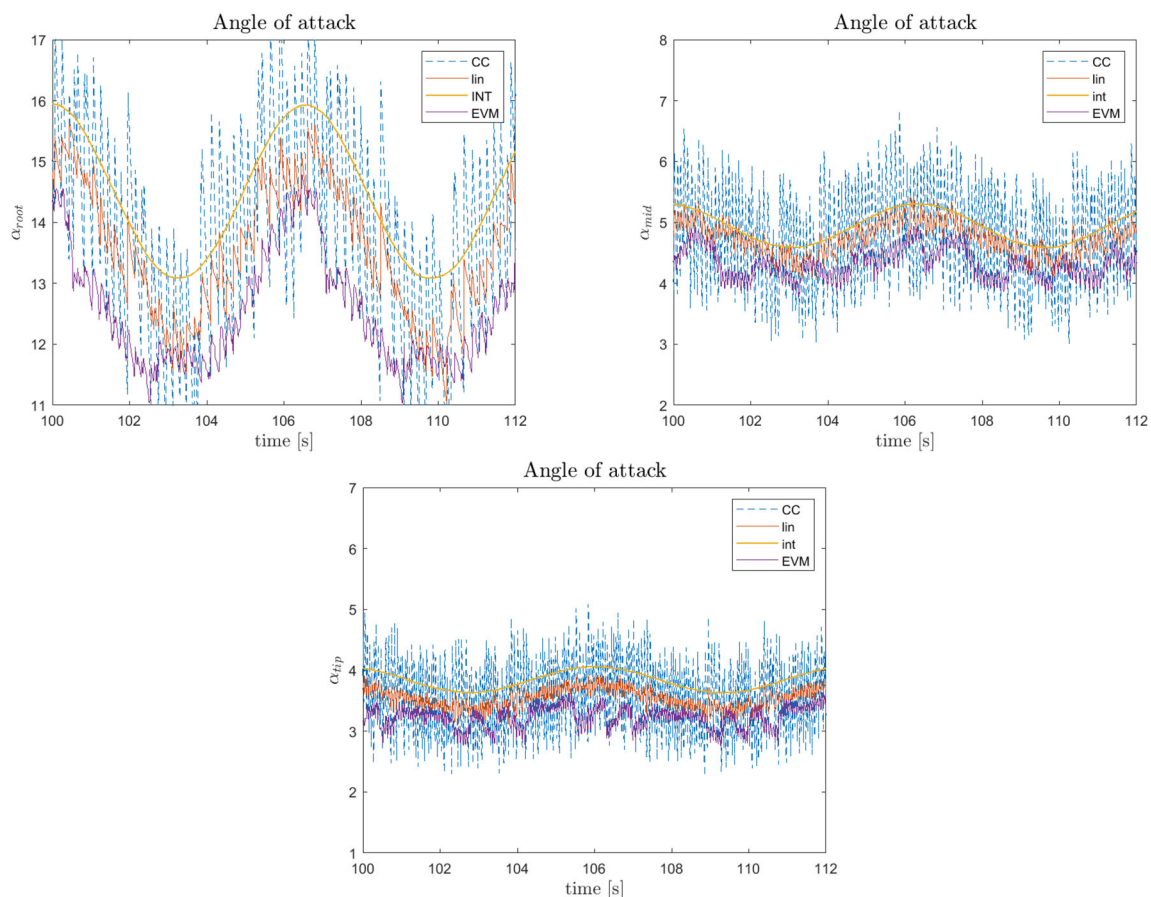 Angle of attack
17
16
15
14
13
12
11
α_root
100 102 104 106 108 110 112
time [s]
CC
lin
INT
EVM
Angle of attack
8
7
6
5
4
3
2
α_mid
100 102 104 106 108 110 112
time [s]
CC
lin
int
EVM
Angle of attack
7
6
5
4
3
2
1
α_tip
100 102 104 106 108 110 112
time [s]
CC
lin
int
EVM